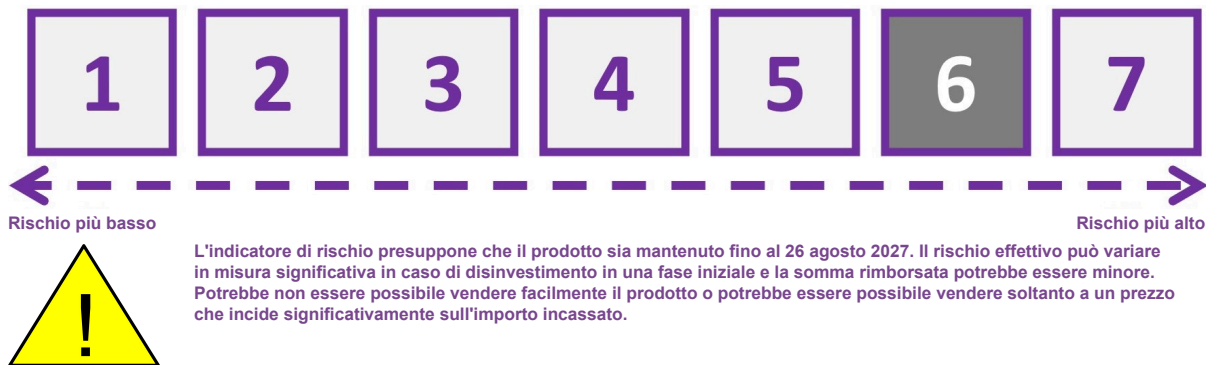 1 2 3 4 5 6 7
Rischio più basso Rischio più alto
!
L'indicatore di rischio presuppone che il prodotto sia mantenuto fino al 26 agosto 2027. Il rischio effettivo può variare
in misura significativa in caso di disinvestimento in una fase iniziale e la somma rimborsata potrebbe essere minore.
Potrebbe non essere possibile vendere facilmente il prodotto o potrebbe essere possibile vendere soltanto a un prezzo
che incide significativamente sull'importo incassato.